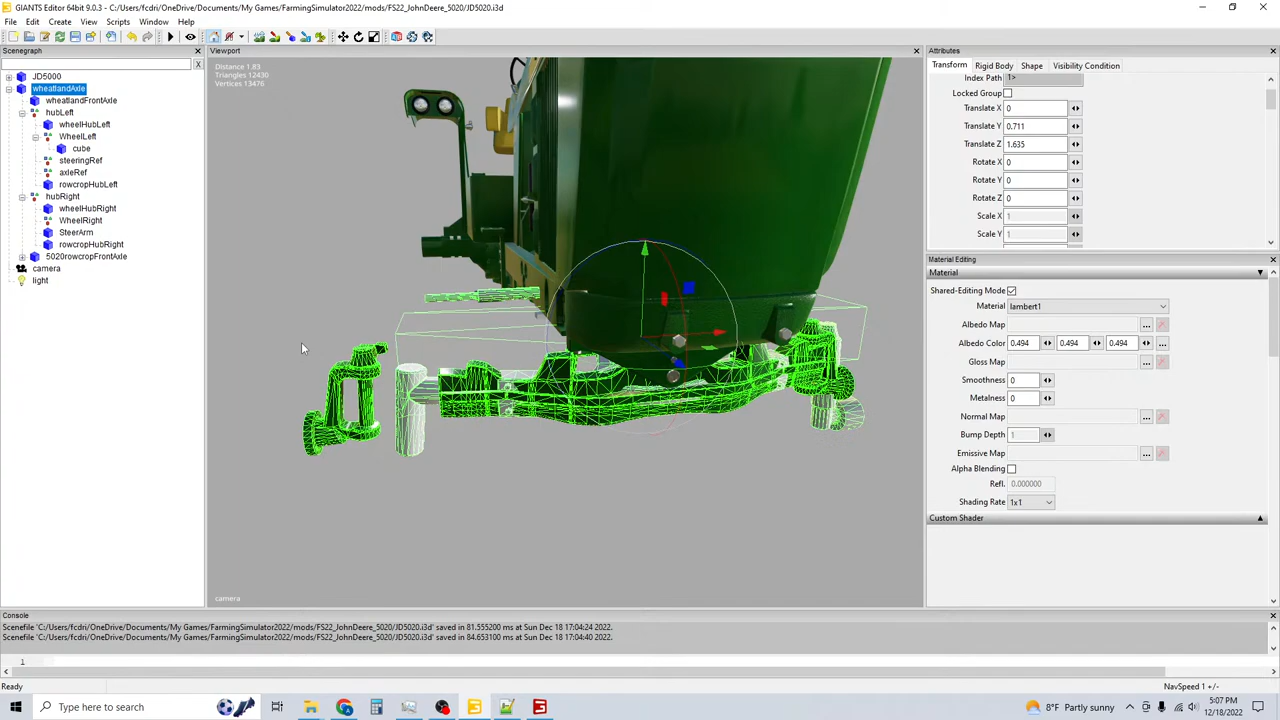 GIANTS Editor 64bit 9.0.3 - C:/Users/fcdri/OneDrive/Documents/My Games/FarmingSimulator2022/mods/FS22_JohnDeere_5020/JD5020.i3d
File Edit Create View Scripts Window Help
Scenegraph
Viewport
Attributes
X
JD5000
wheatlandAxle
wheatlandFrontAxle
hubLeft
wheelHubLeft
WheelLeft
cube
steeringRef
axleRef
rowcropHubLeft
hubRight
wheelHubRight
WheelRight
SteerArm
rowcropHubRight
5020rowcropFrontAxle
camera
light
Distance 1.83
Triangles 12430
Vertices 13476
camera
Transform Rigid Body Shape Visibility Condition
Index Path 1>
Locked Group
Translate X 0
Translate Y 0.711
Translate Z 1.635
Rotate X 0
Rotate Y 0
Rotate Z 0
Scale X 1
Scale Y 1
Material Editing
Material
Shared-Editing Mode
Material lambert1
Albedo Map ...
Albedo Color 0.494 0.494 0.494 ...
Gloss Map ...
Smoothness 0
Metalness 0
Normal Map ...
Bump Depth 1
Emissive Map ...
Alpha Blending
Refl. 0.000000
Shading Rate 1x1
Custom Shader
Console
Scenefile 'C:/Users/fcdri/OneDrive/Documents/My Games/FarmingSimulator2022/mods/FS22_JohnDeere_5020/JD5020.i3d' saved in 81.555200 ms at Sun Dec 18 17:04:24 2022.
Scenefile 'C:/Users/fcdri/OneDrive/Documents/My Games/FarmingSimulator2022/mods/FS22_JohnDeere_5020/JD5020.i3d' saved in 84.653100 ms at Sun Dec 18 17:04:40 2022.
1
Ready
NavSpeed 1 +/-
Type here to search
8°F Partly sunny
5:07 PM
12/18/2022